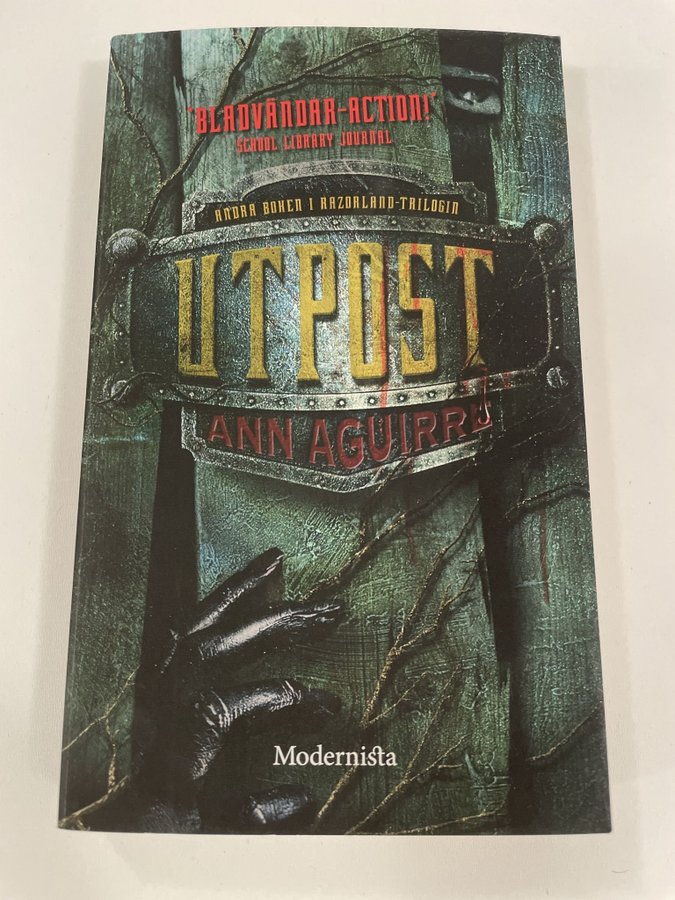 "BLADVÄNDAR-ACTION!"
SCHOOL LIBRARY JOURNAL
ANDRA BOKEN I RAZORLAND-TRILOGIN
UTPOST
ANN AGUIRRE
Modernista